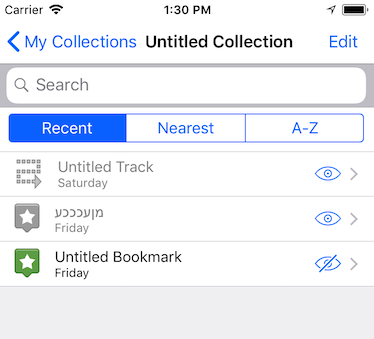 Carrier 1:30 PM
My Collections Untitled Collection Edit
Search
Recent Nearest A-Z
Untitled Track
Saturday
מןעכככע
Friday
Untitled Bookmark
Friday